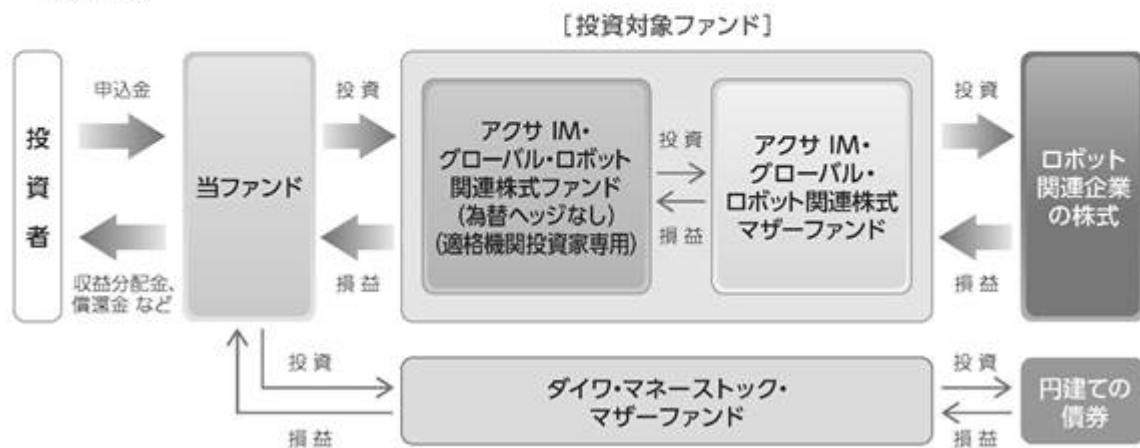 ［投資対象ファンド］
投資者
申込金
収益分配金、
償還金 など
当ファンド
投 資
損 益
アクサ IM・
グローバル・ロボット
関連株式ファンド
(為替ヘッジなし)
(適格機関投資家専用)
投 資
損 益
アクサ IM・
グローバル・
ロボット関連株式
マザーファンド
投 資
損 益
ロボット
関連企業
の株式
投 資
損 益
ダイワ・マネーストック・
マザーファンド
投 資
損 益
円建ての
債券